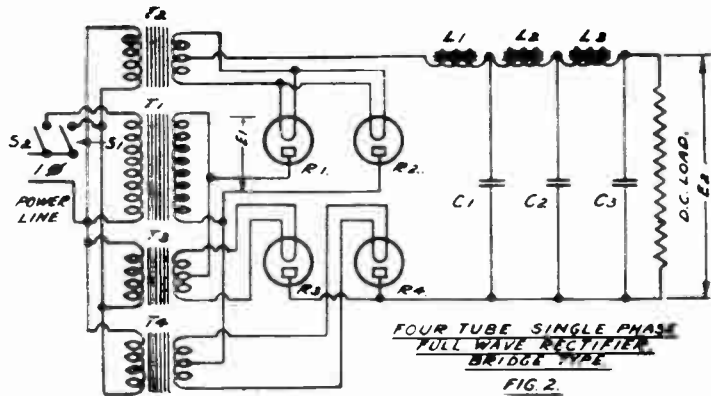 T2
L1 L2 L3
T1
E1
S2 S1
1 Ø
POWER
LINE
R1. R2.
C1 C2 C3
D.C. LOAD.
E2
T3
R3 R4.
T4
FOUR TUBE SINGLE PHASE
FULL WAVE RECTIFIER
BRIDGE TYPE
FIG. 2.